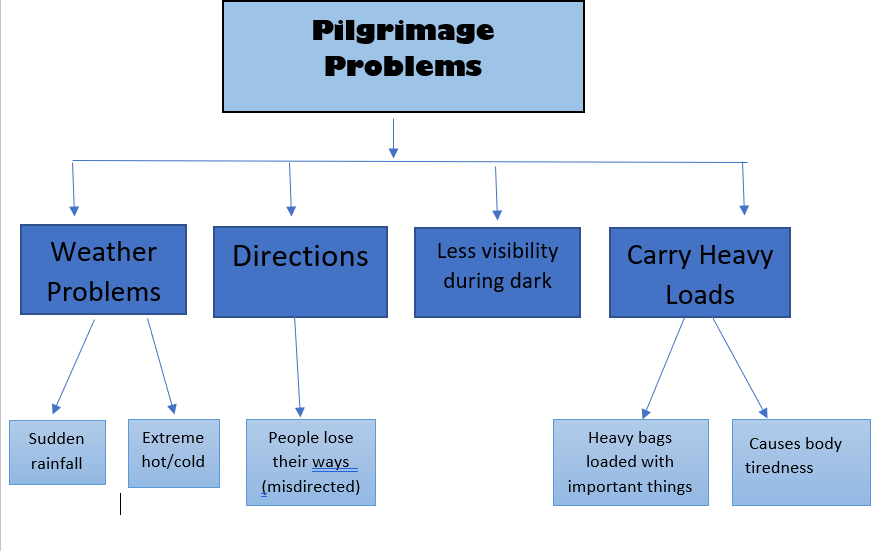 Pilgrimage
Problems
Weather
Problems
Directions
Less visibility
during dark
Carry Heavy
Loads
Sudden
rainfall
Extreme
hot/cold
People lose
their ways
(misdirected)
Heavy bags
loaded with
important things
Causes body
tiredness